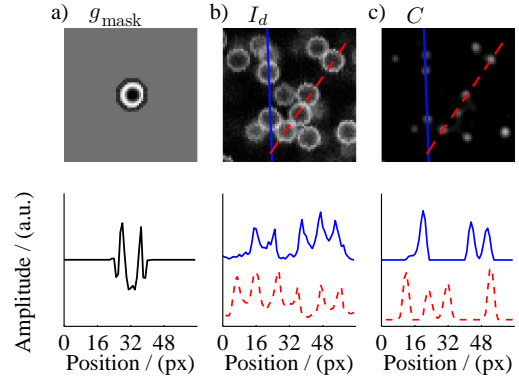 a) g_mask
b) I_d
c) C
Amplitude / (a.u.)
0 16 32 48
0 16 32 48
0 16 32 48
Position / (px)
Position / (px)
Position / (px)